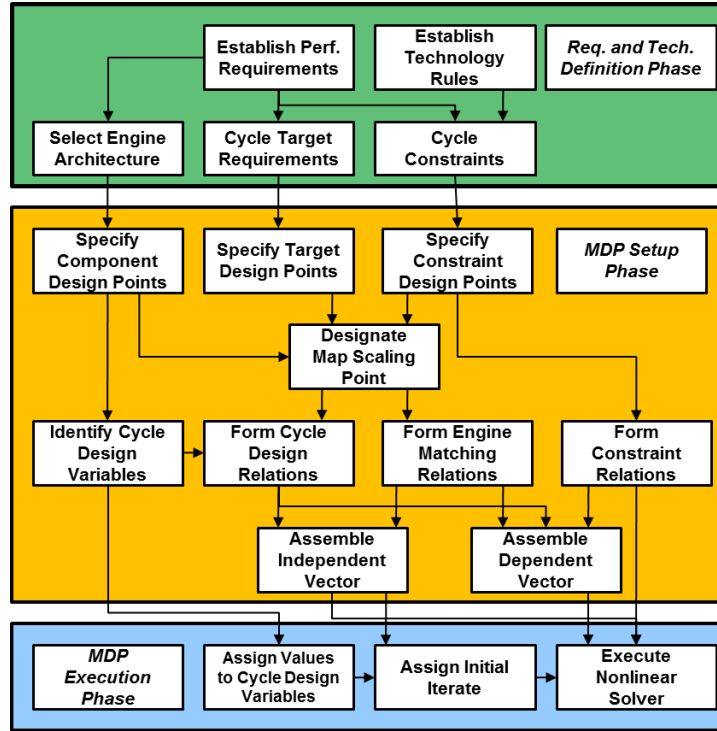 Establish Perf.
Requirements
Establish
Technology
Rules
Req. and Tech.
Definition Phase
Select Engine
Architecture
Cycle Target
Requirements
Cycle
Constraints
Specify
Component
Design Points
Specify Target
Design Points
Specify
Constraint
Design Points
MDP Setup
Phase
Designate
Map Scaling
Point
Identify Cycle
Design
Variables
Form Cycle
Design
Relations
Form Engine
Matching
Relations
Form
Constraint
Relations
Assemble
Independent
Vector
Assemble
Dependent
Vector
MDP
Execution
Phase
Assign Values
to Cycle Design
Variables
Assign Initial
Iterate
Execute
Nonlinear
Solver